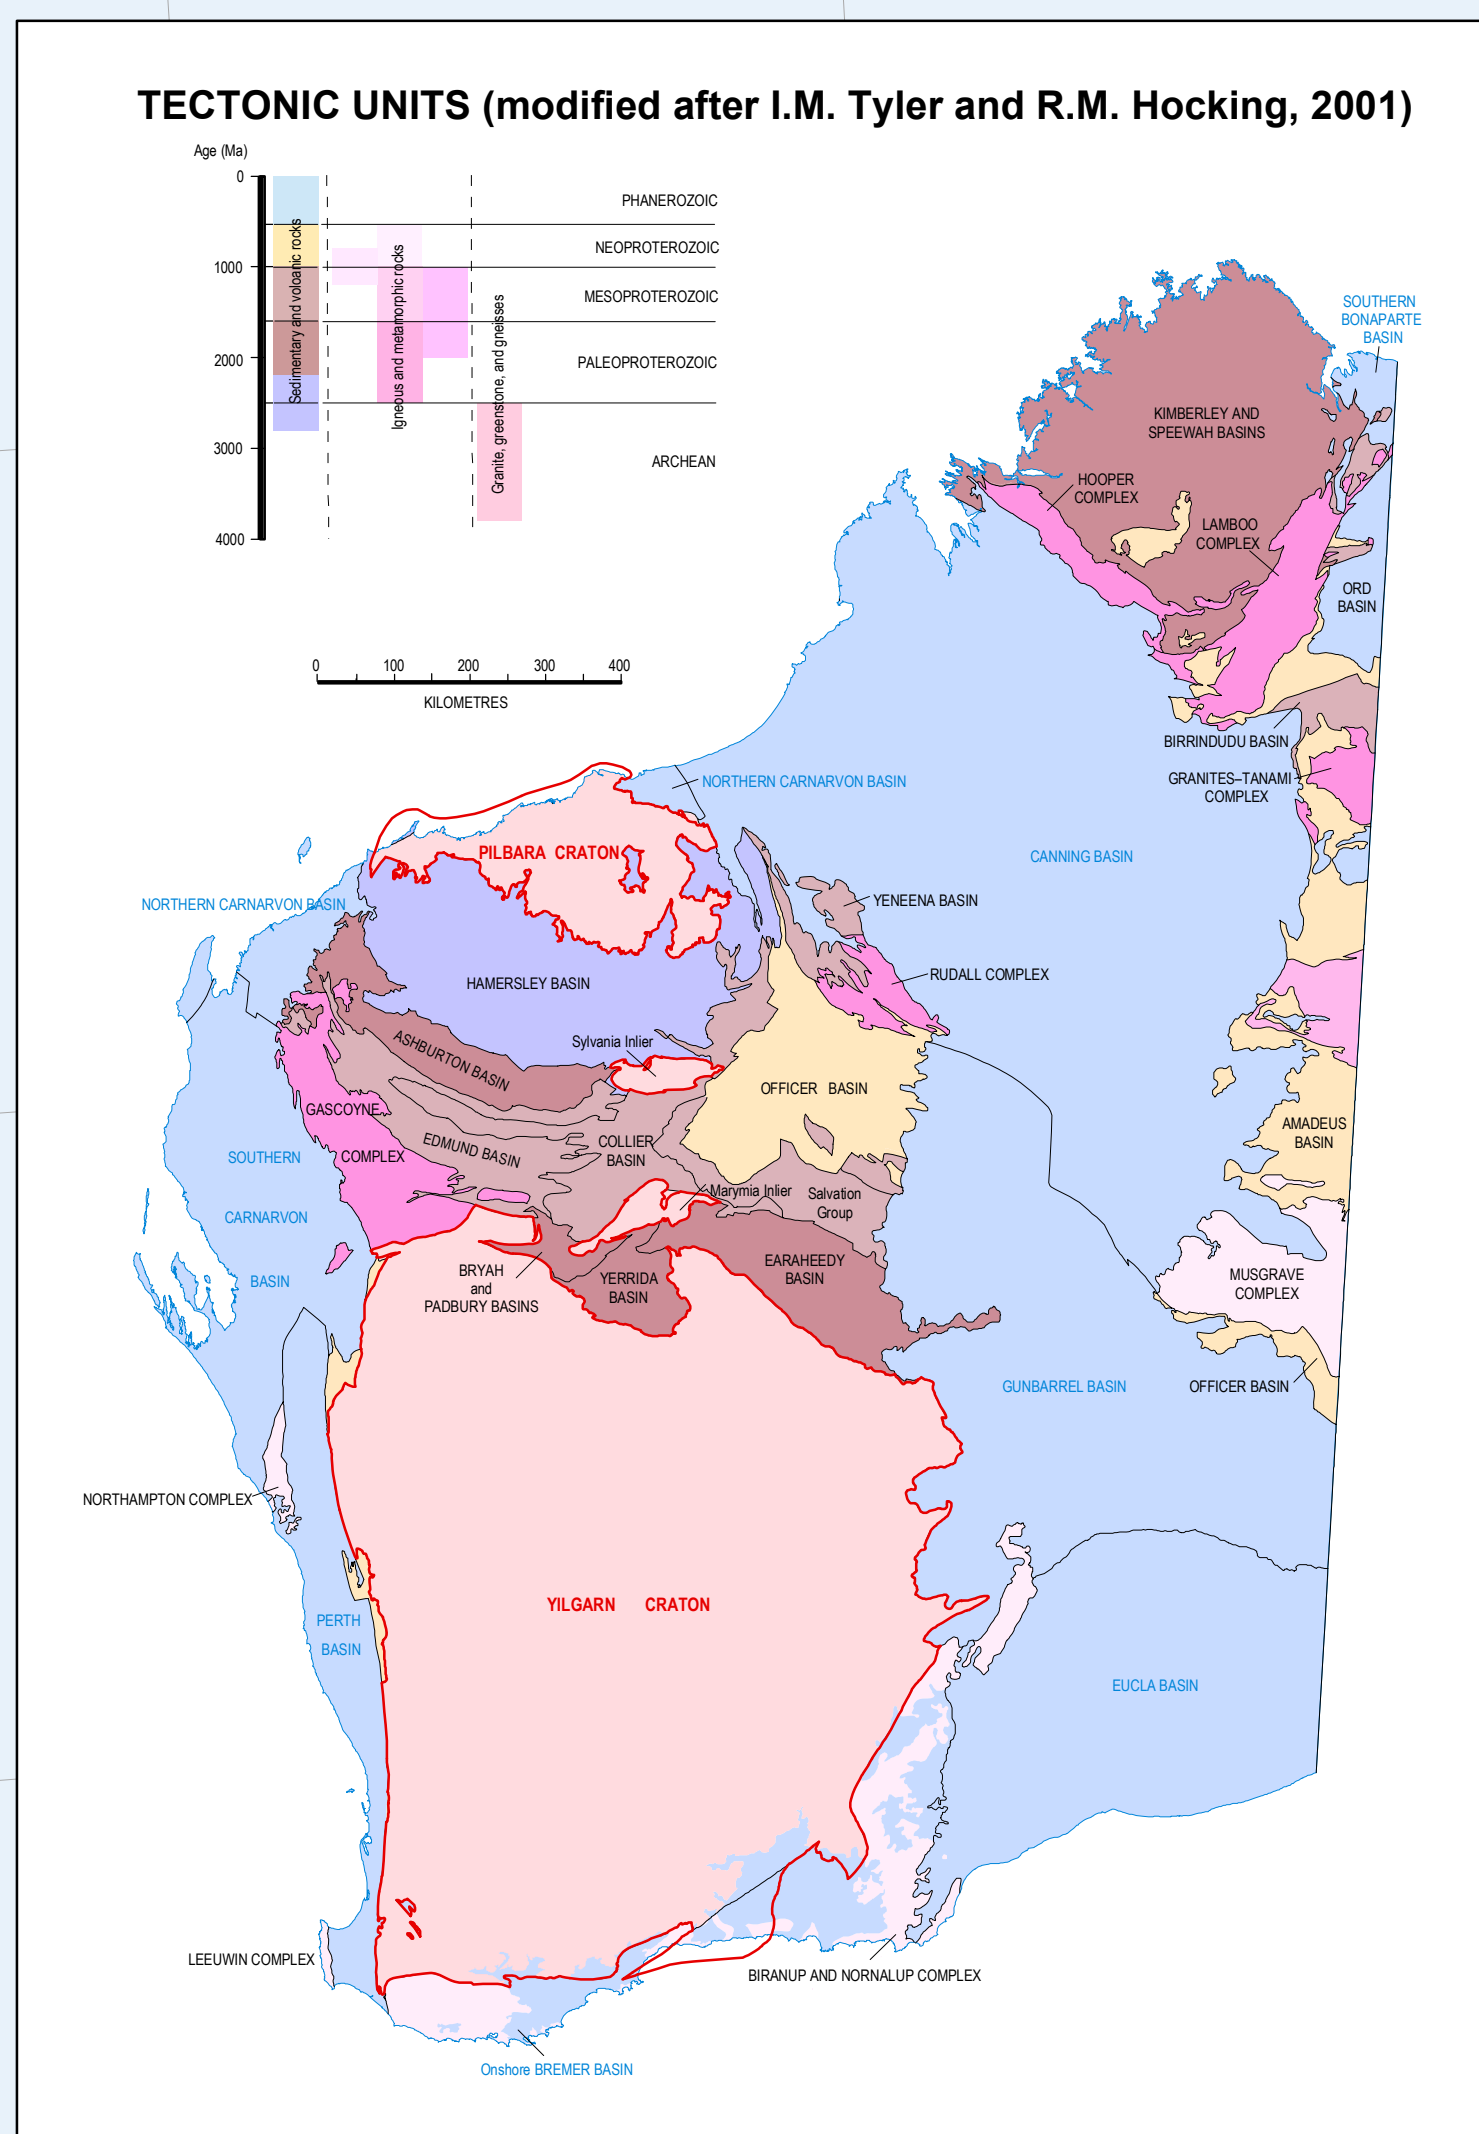 TECTONIC UNITS (modified after I.M. Tyler and R.M. Hocking, 2001)
Age (Ma)
0
1000
2000
3000
4000
Sedimentary and volcanic rocks
Igneous and metamorphic rocks
Granite, greenstone, and gneisses
PHANEROZOIC
NEOPROTEROZOIC
MESOPROTEROZOIC
PALEOPROTEROZOIC
ARCHEAN
0 100 200 300 400
KILOMETRES
SOUTHERN
BONAPARTE
BASIN
KIMBERLEY AND
SPEEWAH BASINS
HOOPER
COMPLEX
LAMBOO
COMPLEX
ORD
BASIN
BIRRINDUDU BASIN
GRANITES–TANAMI
COMPLEX
NORTHERN CARNARVON BASIN
PILBARA CRATON
CANNING BASIN
NORTHERN CARNARVON BASIN
YENEENA BASIN
HAMERSLEY BASIN
RUDALL COMPLEX
Sylvania Inlier
ASHBURTON BASIN
OFFICER BASIN
GASCOYNE
COMPLEX
EDMUND BASIN
COLLIER
BASIN
AMADEUS
BASIN
SOUTHERN
CARNARVON
BASIN
Marymia Inlier
Salvation
Group
BRYAH
and
PADBURY BASINS
YERRIDA
BASIN
EARAHEEDY
BASIN
MUSGRAVE
COMPLEX
GUNBARREL BASIN
OFFICER BASIN
NORTHAMPTON COMPLEX
PERTH
BASIN
YILGARN CRATON
EUCLA BASIN
LEEUWIN COMPLEX
BIRANUP AND NORNALUP COMPLEX
Onshore BREMER BASIN